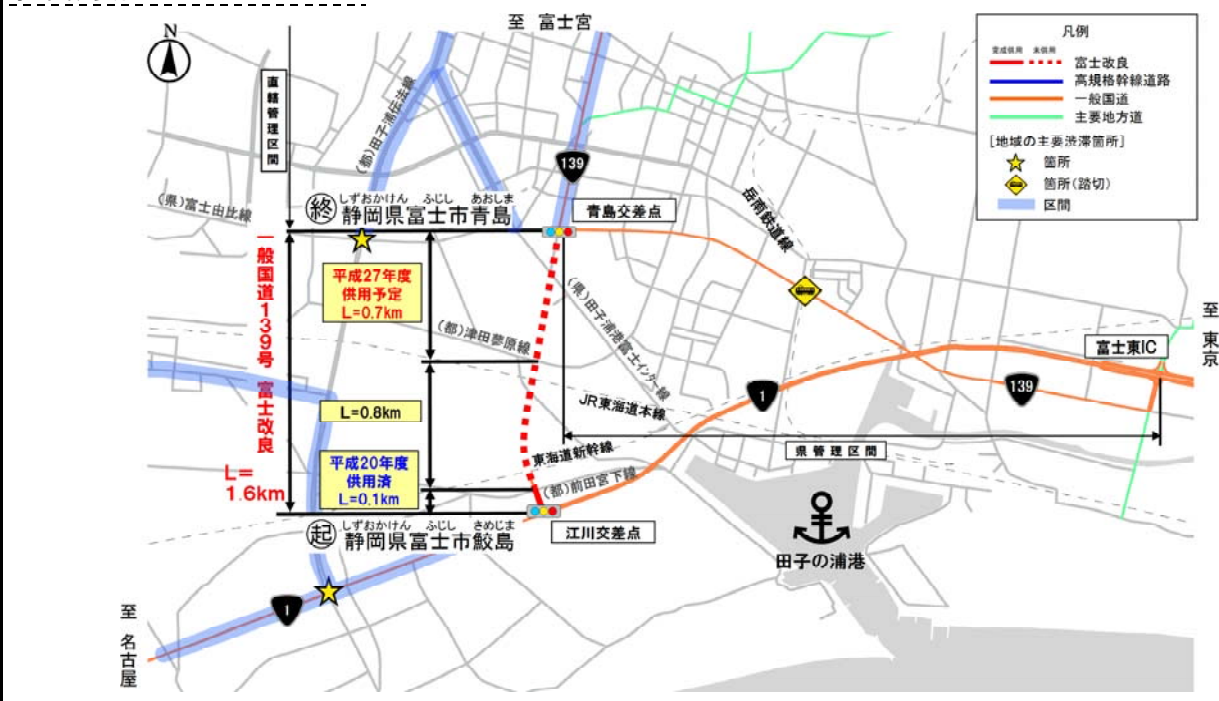 至 富士宮
N
凡例
富士改良
高規格幹線道路
一般国道
主要地方道
[地域の主要渋滞箇所]
箇所
箇所(踏切)
区間
直轄管理区間
(都)田子浦伝法線
139
岳南鉄道線
(県)富士由比線
しずおかけん ふじし あおしま
終 静岡県富士市青島
青島交差点
一般国道139号 富士改良
L=
1.6km
平成27年度
供用予定
L=0.7km
(都)津田蓼原線
(県)田子浦港富士インター線
至 東京
富士東IC
139
1
L=0.8km
JR東海道本線
県管理区間
平成20年度
供用済
L=0.1km
東海道新幹線
(都)前田宮下線
しずおかけん ふじし さめじま
起 静岡県富士市鮫島
江川交差点
田子の浦港
1
至 名古屋